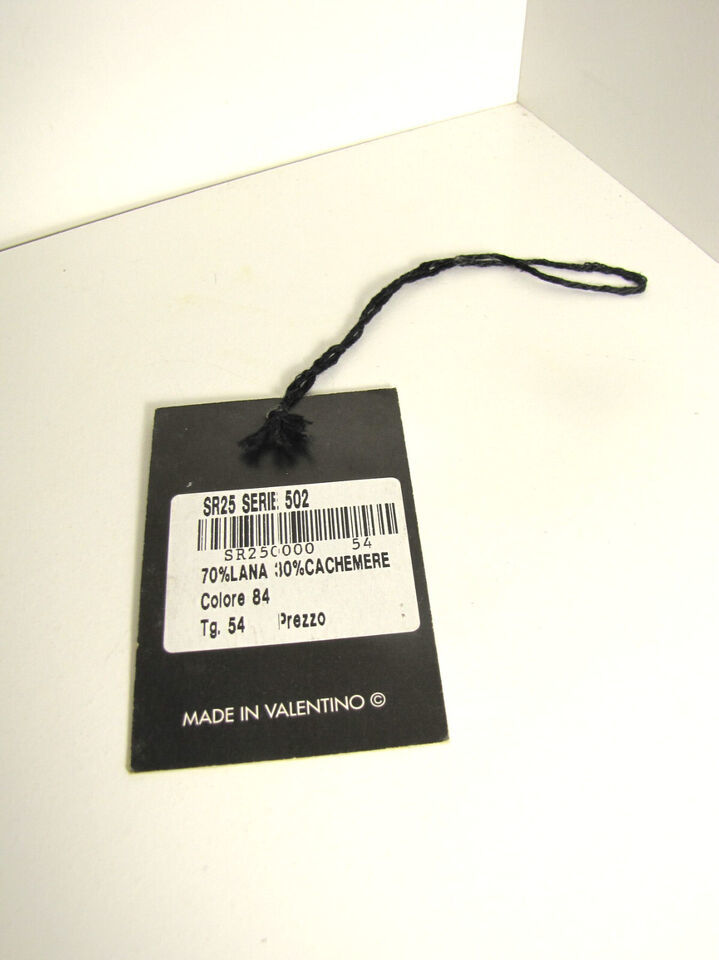 SR25 SERIE 502
SR250000 54
70%LANA 30%CACHEMERE
Colore 84
Tg. 54 Prezzo
MADE IN VALENTINO ©